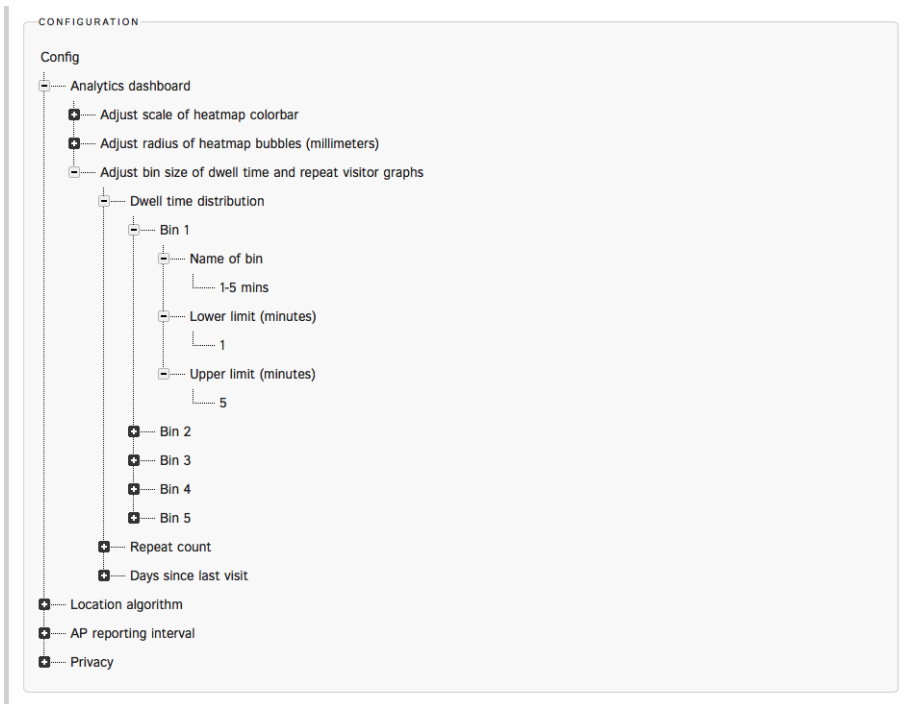 CONFIGURATION
Config
Analytics dashboard
Adjust scale of heatmap colorbar
Adjust radius of heatmap bubbles (millimeters)
Adjust bin size of dwell time and repeat visitor graphs
Dwell time distribution
Bin 1
Name of bin
1-5 mins
Lower limit (minutes)
1
Upper limit (minutes)
5
Bin 2
Bin 3
Bin 4
Bin 5
Repeat count
Days since last visit
Location algorithm
AP reporting interval
Privacy